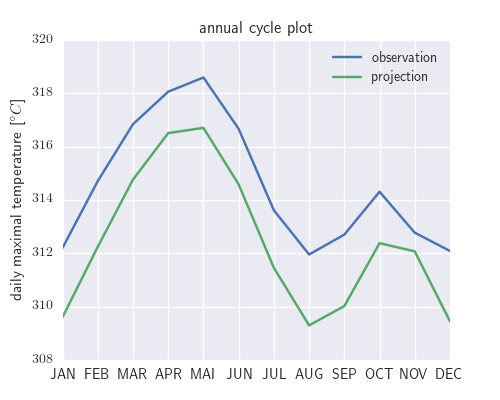 annual cycle plot
320
318
316
314
312
310
308
daily maximal temperature [°C]
observation
projection
JAN FEB MAR APR MAI JUN JUL AUG SEP OCT NOV DEC